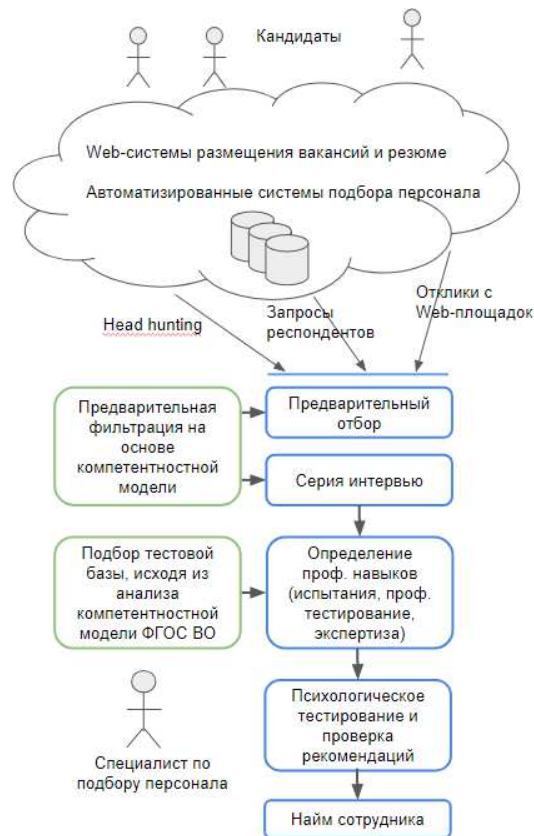 Кандидаты
Web-системы размещения вакансий и резюме
Автоматизированные системы подбора персонала
Head hunting
Запросы
респондентов
Отклики с
Web-площадок
Предварительная
фильтрация на
основе
компетентностной
модели
Предварительный
отбор
Серия интервью
Подбор тестовой
базы, исходя из
анализа
компетентностной
модели ФГОС ВО
Определение
проф. навыков
(испытания, проф.
тестирование,
экспертиза)
Психологическое
тестирование и
проверка
рекомендаций
Специалист по
подбору персонала
Найм сотрудника